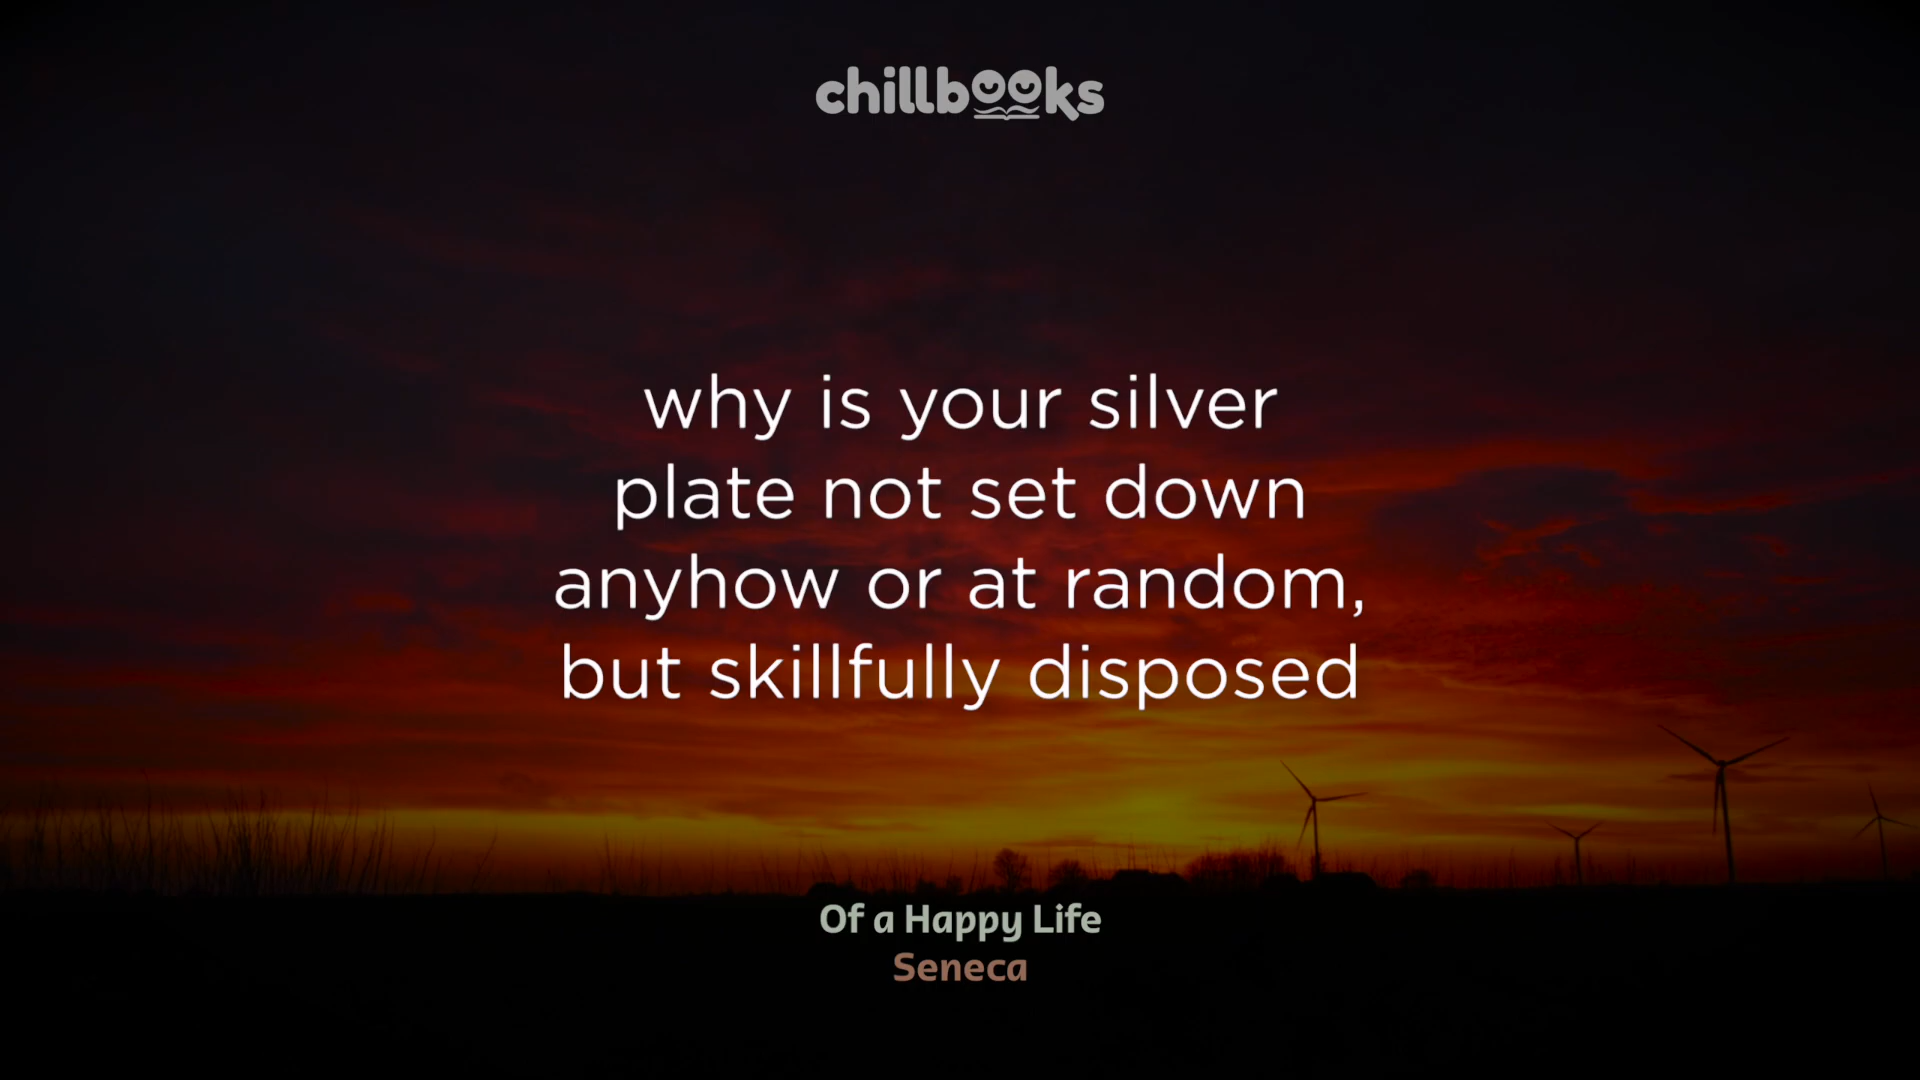 chillbooks
why is your silver
plate not set down
anyhow or at random,
but skillfully disposed
Of a Happy Life
Seneca